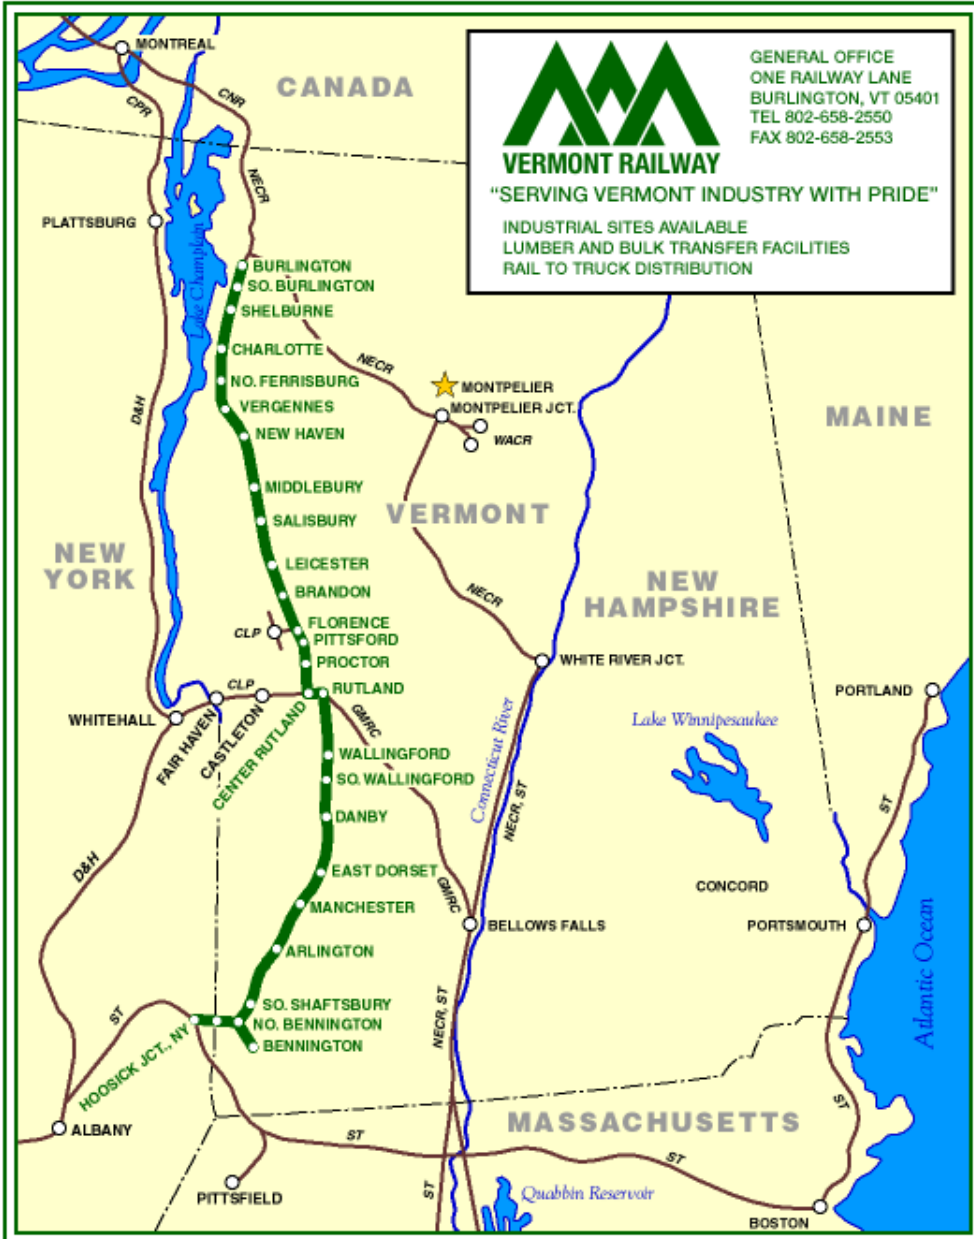 MONTREAL
CANADA
CPR
CNR
NECR
VERMONT RAILWAY
GENERAL OFFICE
ONE RAILWAY LANE
BURLINGTON, VT 05401
TEL 802-658-2550
FAX 802-658-2553
"SERVING VERMONT INDUSTRY WITH PRIDE"
INDUSTRIAL SITES AVAILABLE
LUMBER AND BULK TRANSFER FACILITIES
RAIL TO TRUCK DISTRIBUTION
PLATTSBURG
Lake Champlain
BURLINGTON
SO. BURLINGTON
SHELBURNE
CHARLOTTE
NO. FERRISBURG
VERGENNES
NEW HAVEN
MIDDLEBURY
SALISBURY
LEICESTER
BRANDON
FLORENCE
PITTSFORD
PROCTOR
RUTLAND
D&H
NECR
MONTPELIER
MONTPELIER JCT.
WACR
MAINE
VERMONT
NEW
YORK
NEW
HAMPSHIRE
NECR
CLP
WHITE RIVER JCT.
CLP
WHITEHALL
FAIR HAVEN
CASTLETON
CENTER RUTLAND
GMRC
Connecticut River
NECR, ST
Lake Winnipesaukee
PORTLAND
ST
WALLINGFORD
SO. WALLINGFORD
DANBY
EAST DORSET
MANCHESTER
ARLINGTON
SO. SHAFTSBURY
NO. BENNINGTON
BENNINGTON
D&H
GMRC
BELLOWS FALLS
CONCORD
PORTSMOUTH
Atlantic Ocean
ST
HOOSICK JCT., NY
NECR, ST
ALBANY
MASSACHUSETTS
ST
ST
ST
ST
PITTSFIELD
Quabbin Reservoir
BOSTON